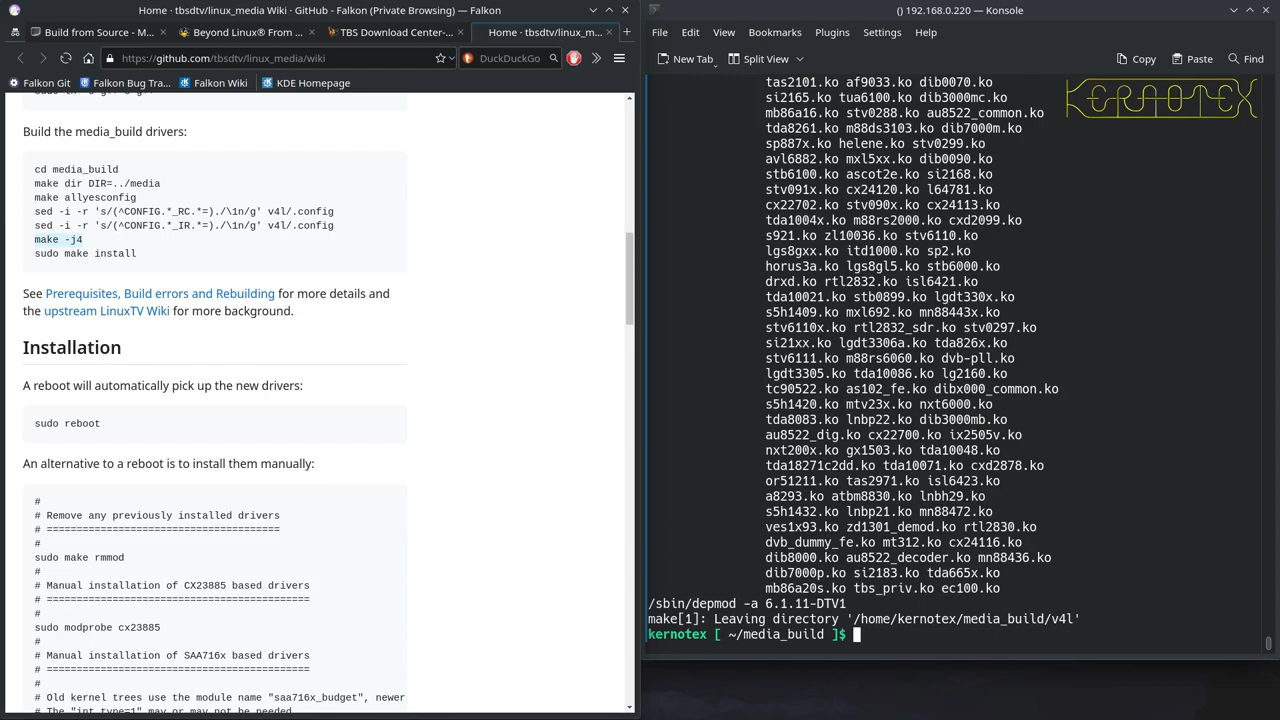 Home · tbsdtv/linux_media Wiki · GitHub - Falkon (Private Browsing) — Falkon
Build from Source - M...
Beyond Linux® From ...
TBS Download Center-...
Home · tbsdtv/linux_m...
https://github.com/tbsdtv/linux_media/wiki
DuckDuckGo
Falkon Git
Falkon Bug Tra...
Falkon Wiki
KDE Homepage
Build the media_build drivers:
cd media_build
make dir DIR=../media
make allyesconfig
sed -i -r 's/(^CONFIG.*_RC.*=)./\1n/g' v4l/.config
sed -i -r 's/(^CONFIG.*_IR.*=)./\1n/g' v4l/.config
make -j4
sudo make install
See Prerequisites, Build errors and Rebuilding for more details and
the upstream LinuxTV Wiki for more background.
Installation
A reboot will automatically pick up the new drivers:
sudo reboot
An alternative to a reboot is to install them manually:
#
# Remove any previously installed drivers
# =======================================
#
sudo make rmmod
#
# Manual installation of CX23885 based drivers
# ============================================
#
sudo modprobe cx23885
#
# Manual installation of SAA716x based drivers
# ============================================
#
# Old kernel trees use the module name "saa716x_budget", newer
# The "int_type=1" may or may not be needed
() 192.168.0.220 — Konsole
File Edit View Bookmarks Plugins Settings Help
New Tab Split View Copy Paste Find
KERNOTEX
tas2101.ko af9033.ko dib0070.ko
si2165.ko tua6100.ko dib3000mc.ko
mb86a16.ko stv0288.ko au8522_common.ko
tda8261.ko m88ds3103.ko dib7000m.ko
sp887x.ko helene.ko stv0299.ko
avl6882.ko mxl5xx.ko dib0090.ko
stb6100.ko ascot2e.ko si2168.ko
stv091x.ko cx24120.ko l64781.ko
cx22702.ko stv090x.ko cx24113.ko
tda1004x.ko m88rs2000.ko cxd2099.ko
s921.ko zl10036.ko stv6110.ko
lgs8gxx.ko itd1000.ko sp2.ko
horus3a.ko lgs8gl5.ko stb6000.ko
drxd.ko rtl2832.ko isl6421.ko
tda10021.ko stb0899.ko lgdt330x.ko
s5h1409.ko mxl692.ko mn88443x.ko
stv6110x.ko rtl2832_sdr.ko stv0297.ko
si21xx.ko lgdt3306a.ko tda826x.ko
stv6111.ko m88rs6060.ko dvb-pll.ko
lgdt3305.ko tda10086.ko lg2160.ko
tc90522.ko as102_fe.ko dibx000_common.ko
s5h1420.ko mtv23x.ko nxt6000.ko
tda8083.ko lnbp22.ko dib3000mb.ko
au8522_dig.ko cx22700.ko ix2505v.ko
nxt200x.ko gx1503.ko tda10048.ko
tda18271c2dd.ko tda10071.ko cxd2878.ko
or51211.ko tas2971.ko isl6423.ko
a8293.ko atbm8830.ko lnbh29.ko
s5h1432.ko lnbp21.ko mn88472.ko
ves1x93.ko zd1301_demod.ko rtl2830.ko
dvb_dummy_fe.ko mt312.ko cx24116.ko
dib8000.ko au8522_decoder.ko mn88436.ko
dib7000p.ko si2183.ko tda665x.ko
mb86a20s.ko tbs_priv.ko ec100.ko
/sbin/depmod -a 6.1.11-DTV1
make[1]: Leaving directory '/home/kernotex/media_build/v4l'
kernotex [ ~/media_build ]$